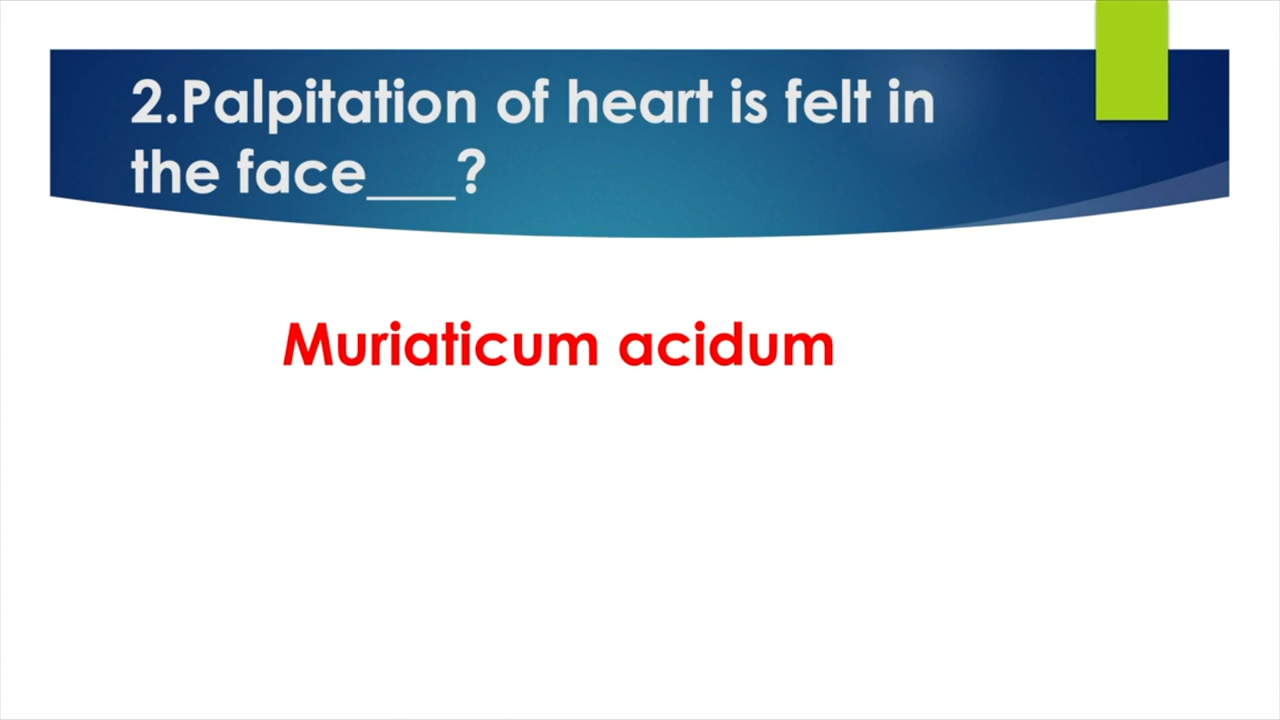 2.Palpitation of heart is felt in
the face___?
Muriaticum acidum